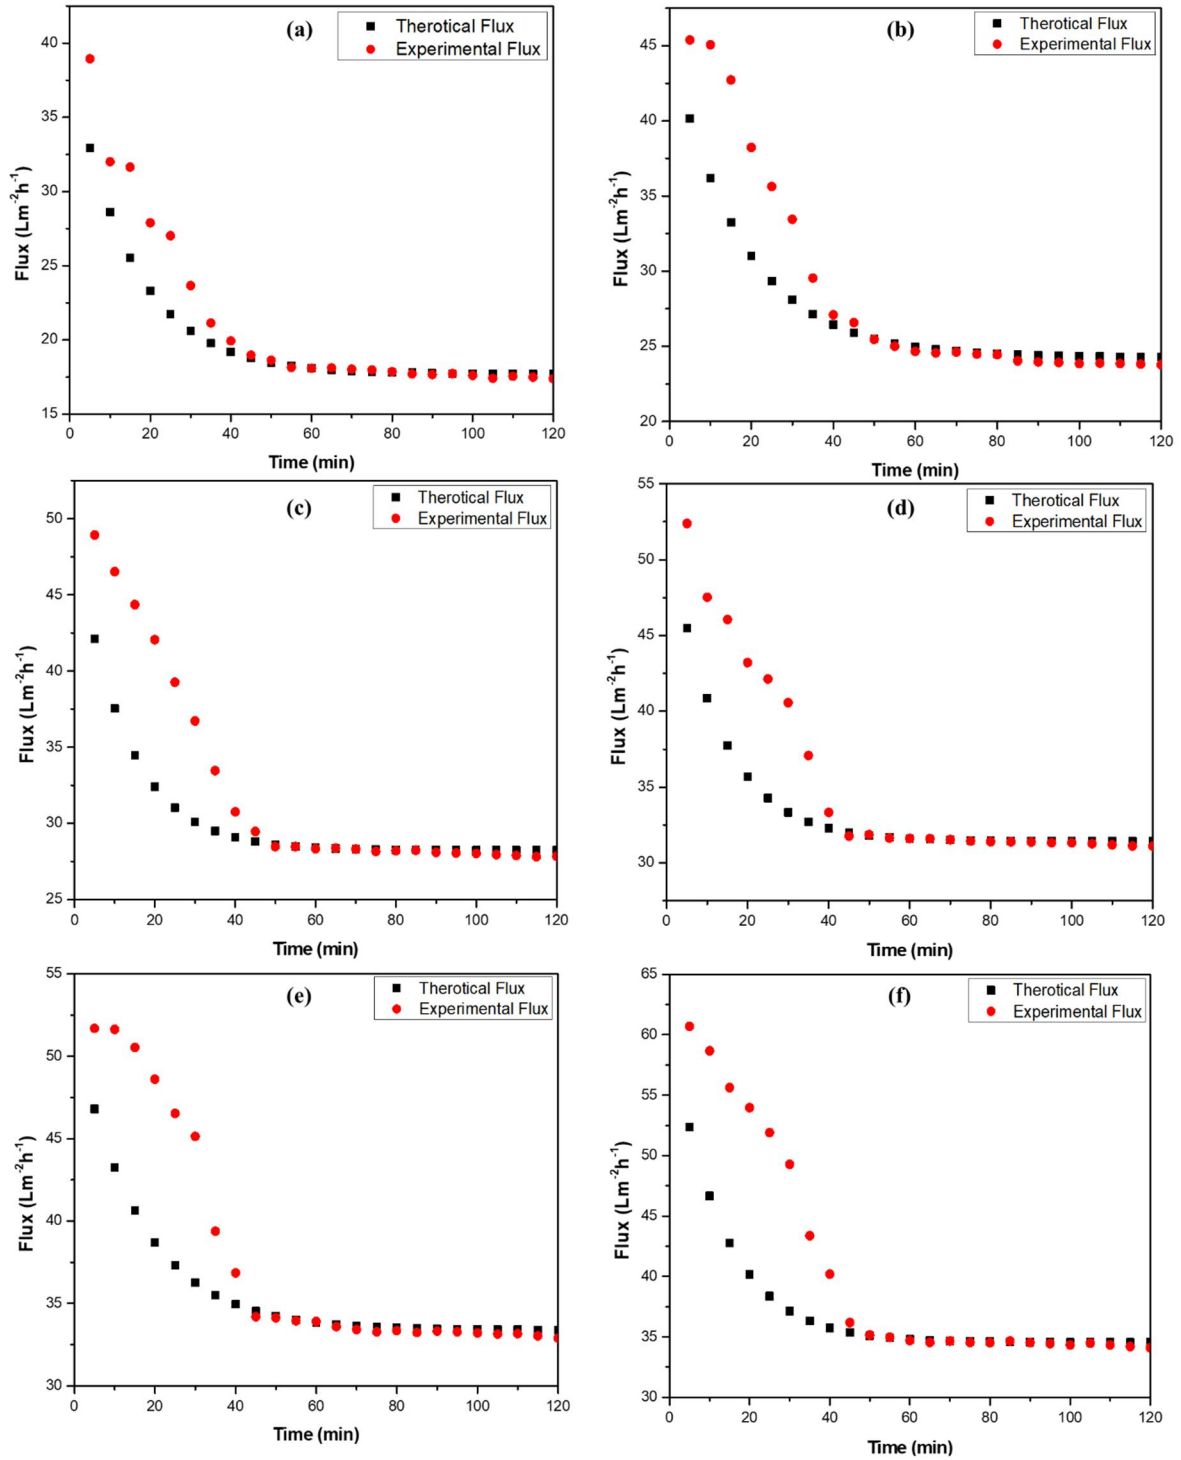 (a)
Therotical Flux
Experimental Flux
Flux (Lm⁻²h⁻¹)
40
35
30
25
20
15
0 20 40 60 80 100 120
Time (min)
(b)
Therotical Flux
Experimental Flux
Flux (Lm⁻²h⁻¹)
45
40
35
30
25
20
0 20 40 60 80 100 120
Time (min)
(c)
Therotical Flux
Experimental Flux
Flux (Lm⁻²h⁻¹)
50
45
40
35
30
25
0 20 40 60 80 100 120
Time (min)
(d)
Therotical Flux
Experimental Flux
Flux (Lm⁻²h⁻¹)
55
50
45
40
35
30
0 20 40 60 80 100 120
Time (min)
(e)
Therotical Flux
Experimental Flux
Flux (Lm⁻²h⁻¹)
55
50
45
40
35
30
0 20 40 60 80 100 120
Time (min)
(f)
Therotical Flux
Experimental Flux
Flux (Lm⁻²h⁻¹)
65
60
55
50
45
40
35
30
0 20 40 60 80 100 120
Time (min)